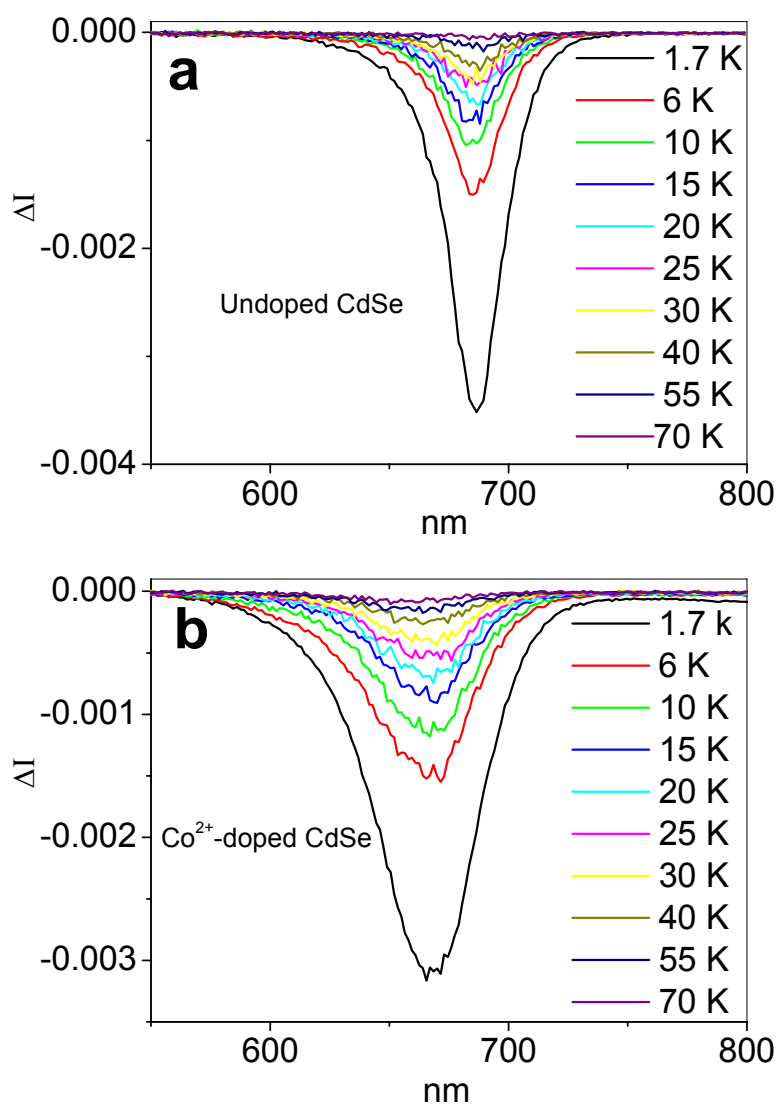 0.000
a
1.7 K
6 K
10 K
15 K
20 K
25 K
30 K
40 K
55 K
70 K
ΔI
-0.002
Undoped CdSe
-0.004
600
700
800
nm
0.000
b
1.7 k
6 K
10 K
15 K
20 K
25 K
30 K
40 K
55 K
70 K
-0.001
ΔI
-0.002
Co²⁺-doped CdSe
-0.003
600
700
800
nm